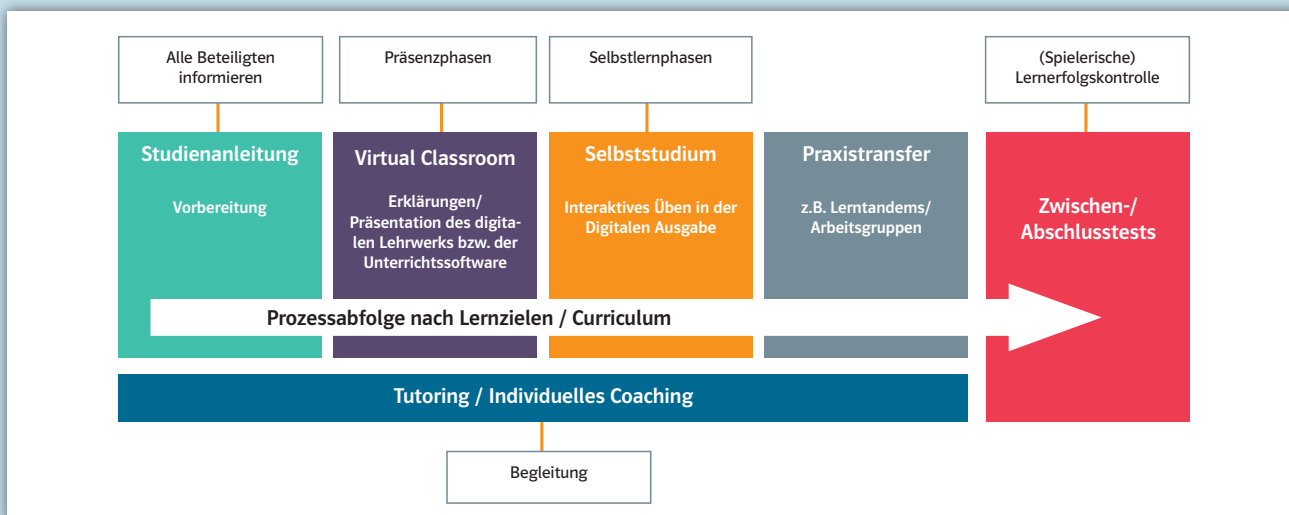 Alle Beteiligten
informieren
Präsenzphasen
Selbstlernphasen
(Spielerische)
Lernerfolgskontrolle
Studienanleitung
Vorbereitung
Virtual Classroom
Erklärungen/
Präsentation des digita-
len Lehrwerks bzw. der
Unterrichtssoftware
Selbststudium
Interaktives Üben in der
Digitalen Ausgabe
Praxistransfer
z.B. Lerntandems/
Arbeitsgruppen
Zwischen-/
Abschlusstests
Prozessabfolge nach Lernzielen / Curriculum
Tutoring / Individuelles Coaching
Begleitung